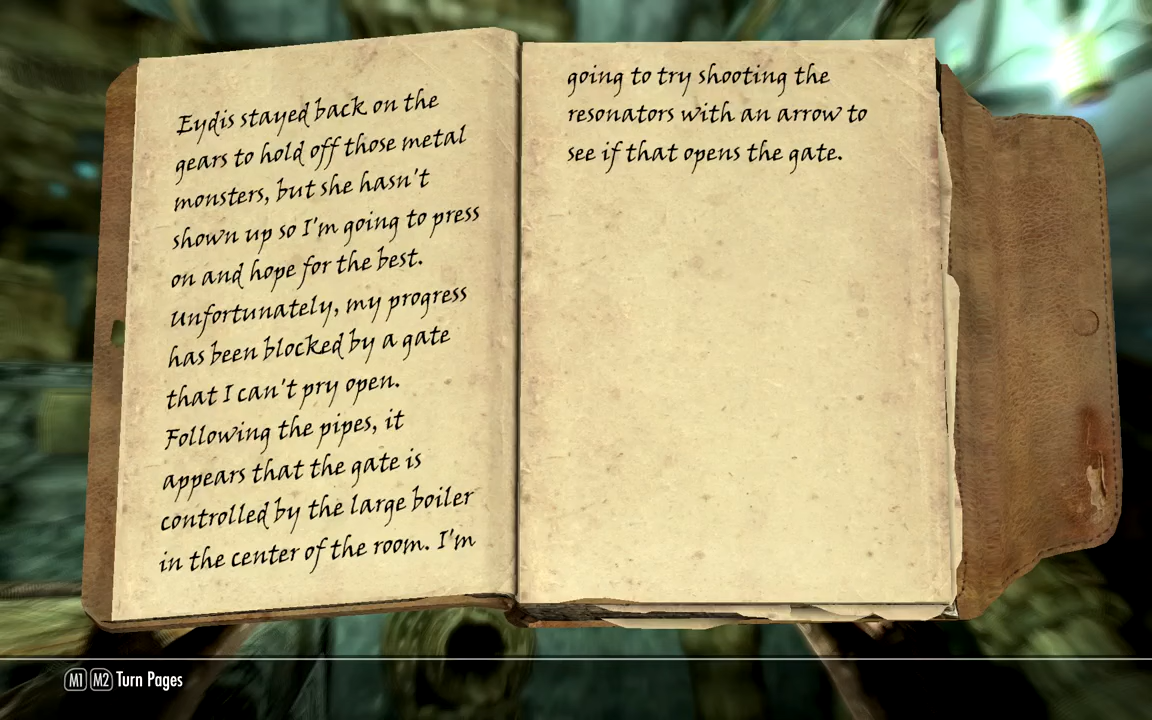 Eydis stayed back on the
gears to hold off those metal
monsters, but she hasn't
shown up so I'm going to press
on and hope for the best.
Unfortunately, my progress
has been blocked by a gate
that I can't pry open.
Following the pipes, it
appears that the gate is
controlled by the large boiler
in the center of the room. I'm
going to try shooting the
resonators with an arrow to
see if that opens the gate.
M1 M2 Turn Pages